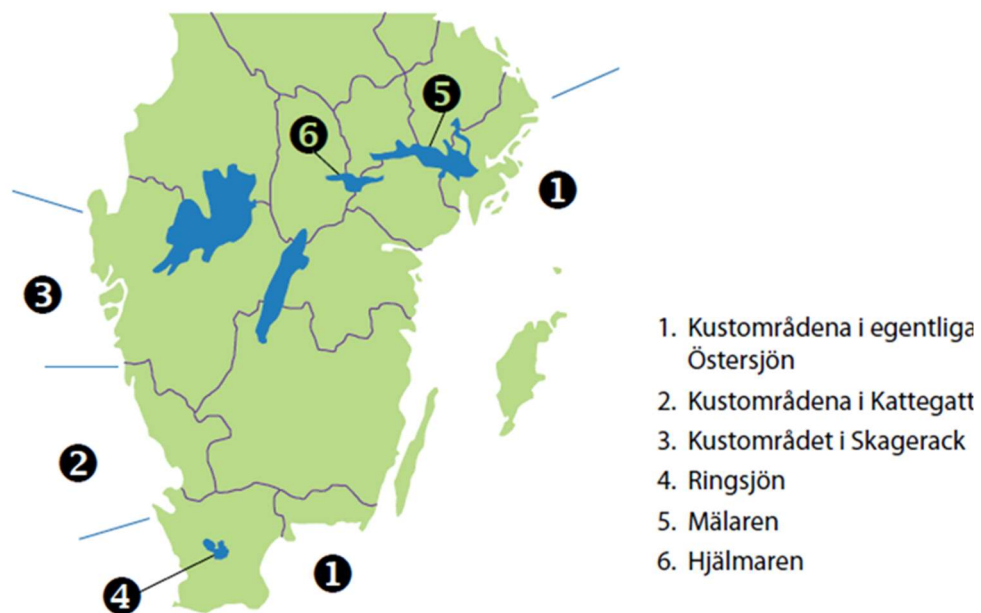 5
6
1
3
2
1
4
1. Kustområdena i egentliga
Östersjön
2. Kustområdena i Kattegatt
3. Kustområdet i Skagerack
4. Ringsjön
5. Mälaren
6. Hjälmaren